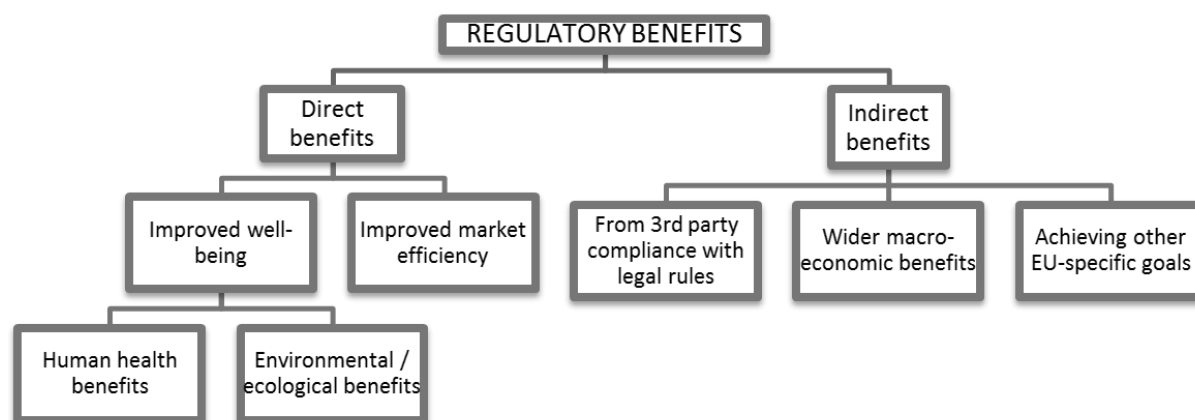 REGULATORY BENEFITS
Direct
benefits
Indirect
benefits
Improved well-
being
Improved market
efficiency
From 3rd party
compliance with
legal rules
Wider macro-
economic benefits
Achieving other
EU-specific goals
Human health
benefits
Environmental /
ecological benefits